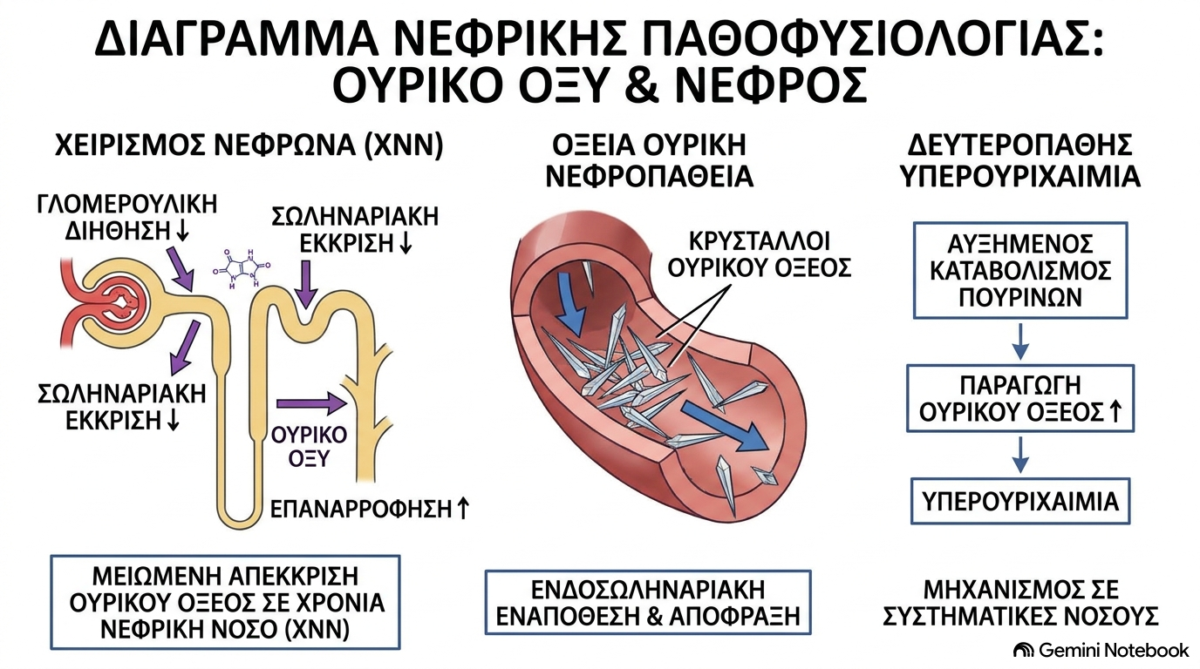 ΔΙΑΓΡΑΜΜΑ ΝΕΦΡΙΚΗΣ ΠΑΘΟΦΥΣΙΟΛΟΓΙΑΣ:
ΟΥΡΙΚΟ ΟΞΥ & ΝΕΦΡΟΣ
ΧΕΙΡΙΣΜΟΣ ΝΕΦΡΩΝΑ (ΧΝΝ)
ΓΛΟΜΕΡΟΥΛΙΚΗ
ΔΙΗΘΗΣΗ ↓
ΣΩΛΗΝΑΡΙΑΚΗ
ΕΚΚΡΙΣΗ ↓
O
H
N
O
O
N
H
N
H
ΣΩΛΗΝΑΡΙΑΚΗ
ΕΚΚΡΙΣΗ ↓
ΟΥΡΙΚΟ
ΟΞΥ
ΕΠΑΝΑΡΡΟΦΗΣΗ ↑
ΜΕΙΩΜΕΝΗ ΑΠΕΚΚΡΙΣΗ
ΟΥΡΙΚΟΥ ΟΞΕΟΣ ΣΕ ΧΡΟΝΙΑ
ΝΕΦΡΙΚΗ ΝΟΣΟ (ΧΝΝ)
ΟΞΕΙΑ ΟΥΡΙΚΗ
ΝΕΦΡΟΠΑΘΕΙΑ
ΚΡΥΣΤΑΛΛΟΙ
ΟΥΡΙΚΟΥ ΟΞΕΟΣ
ΕΝΔΟΣΩΛΗΝΑΡΙΑΚΗ
ΕΝΑΠΟΘΕΣΗ & ΑΠΟΦΡΑΞΗ
ΔΕΥΤΕΡΟΠΑΘΗΣ
ΥΠΕΡΟΥΡΙΧΑΙΜΙΑ
ΑΥΞΗΜΕΝΟΣ
ΚΑΤΑΒΟΛΙΣΜΟΣ
ΠΟΥΡΙΝΩΝ
ΠΑΡΑΓΩΓΗ
ΟΥΡΙΚΟΥ ΟΞΕΟΣ ↑
ΥΠΕΡΟΥΡΙΧΑΙΜΙΑ
ΜΗΧΑΝΙΣΜΟΣ ΣΕ
ΣΥΣΤΗΜΑΤΙΚΕΣ ΝΟΣΟΥΣ
Gemini Notebook